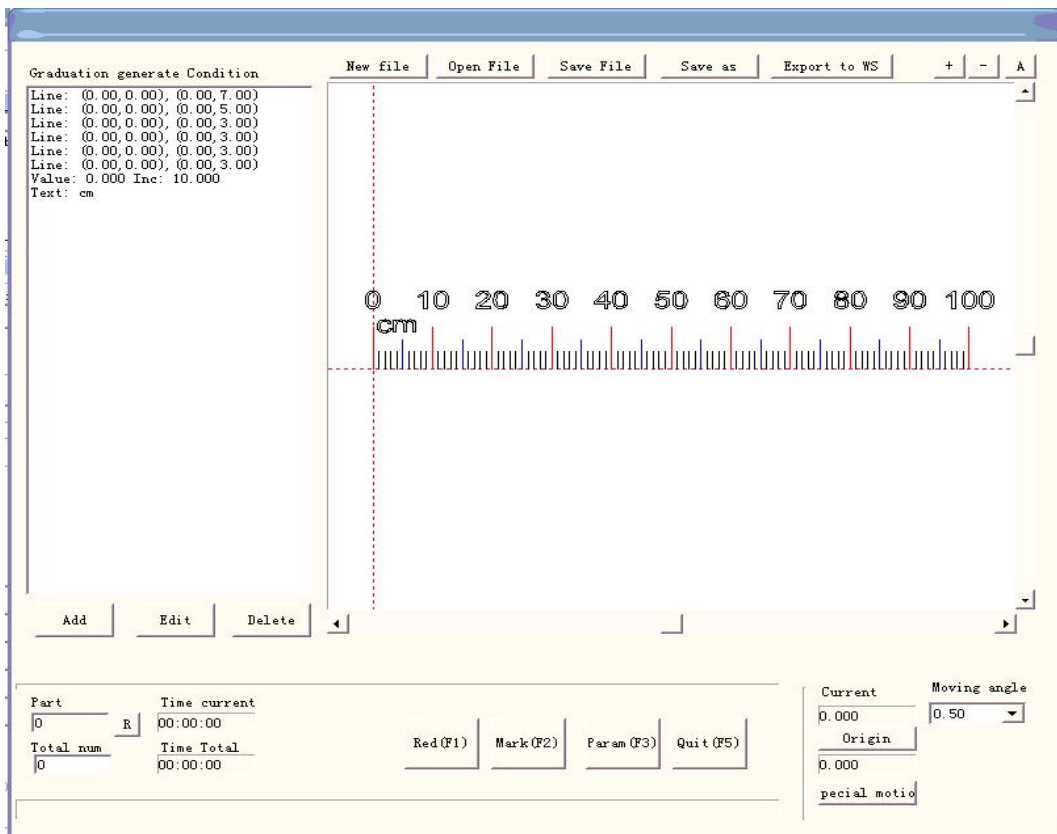 New file Open File Save File Save as Export to WS + - A
Graduation generate Condition
Line: (0.00,0.00), (0.00,7.00)
Line: (0.00,0.00), (0.00,5.00)
Line: (0.00,0.00), (0.00,3.00)
Line: (0.00,0.00), (0.00,3.00)
Line: (0.00,0.00), (0.00,3.00)
Line: (0.00,0.00), (0.00,3.00)
Value: 0.000 Inc: 10.000
Text: cm
0 10 20 30 40 50 60 70 80 90 100
cm
Add Edit Delete
Part
0
R
Time current
00:00:00
Total num
0
Time Total
00:00:00
Red(F1) Mark(F2) Param(F3) Quit(F5)
Current
0.000
Origin
0.000
pecial motio
Moving angle
0.50